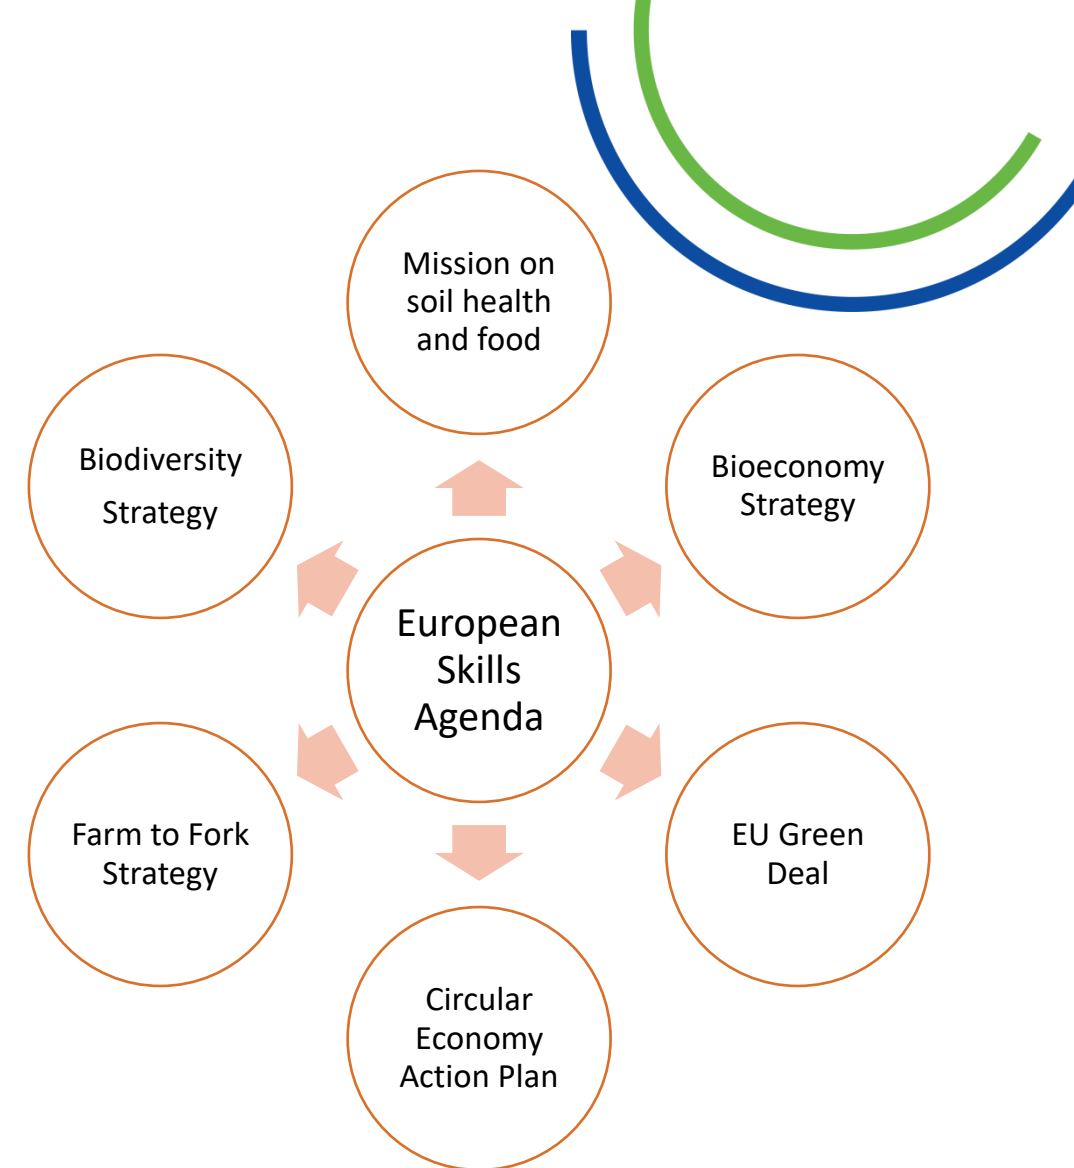 Mission on
soil health
and food
Biodiversity
Strategy
Bioeconomy
Strategy
European
Skills
Agenda
Farm to Fork
Strategy
EU Green
Deal
Circular
Economy
Action Plan